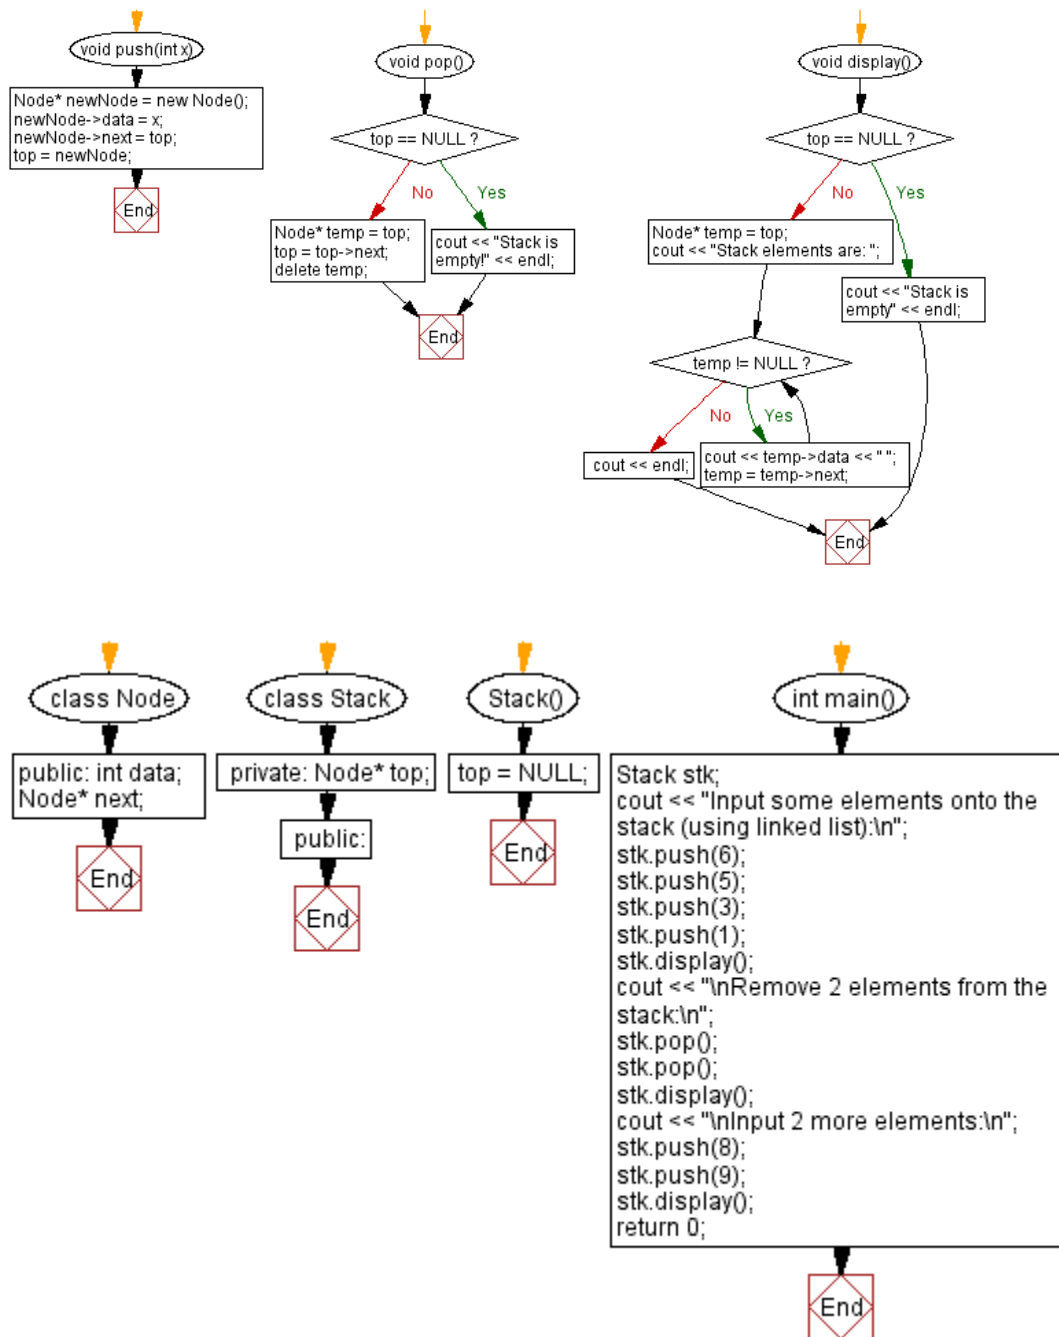 void push(int x)
Node* newNode = new Node();
newNode->data = x;
newNode->next = top;
top = newNode;
End
void pop()
top == NULL ?
No
Yes
Node* temp = top;
top = top->next;
delete temp;
cout << "Stack is
empty!" << endl;
End
void display()
top == NULL ?
No
Yes
Node* temp = top;
cout << "Stack elements are: ";
cout << "Stack is
empty" << endl;
temp != NULL ?
No
Yes
cout << endl;
cout << temp->data << " ";
temp = temp->next;
End
class Node
public: int data;
Node* next;
End
class Stack
private: Node* top;
public:
End
Stack()
top = NULL;
End
int main()
Stack stk;
cout << "Input some elements onto the
stack (using linked list):\n";
stk.push(6);
stk.push(5);
stk.push(3);
stk.push(1);
stk.display();
cout << "\nRemove 2 elements from the
stack:\n";
stk.pop();
stk.pop();
stk.display();
cout << "\nInput 2 more elements:\n";
stk.push(8);
stk.push(9);
stk.display();
return 0;
End